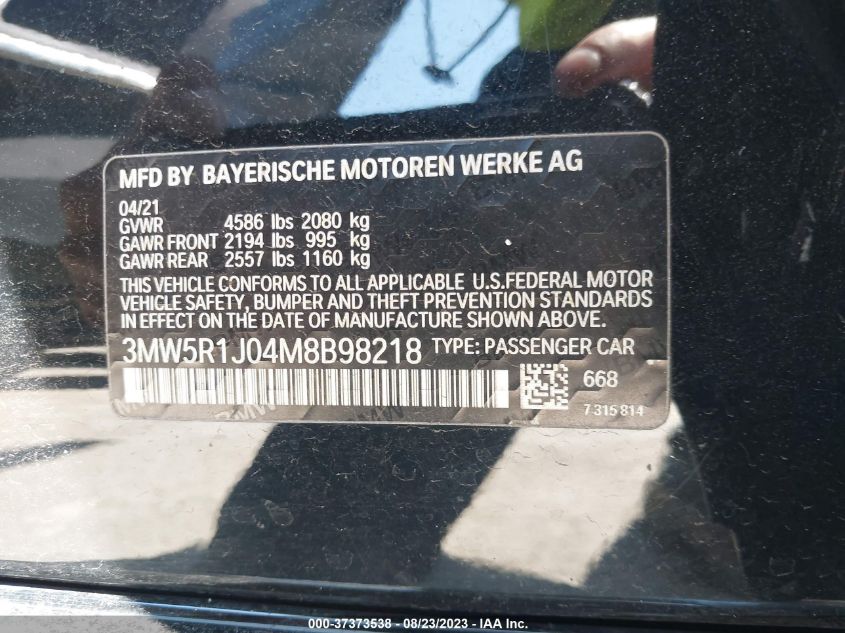 MFD BY BAYERISCHE MOTOREN WERKE AG
04/21
GVWR 4586 lbs 2080 kg
GAWR FRONT 2194 lbs 995 kg
GAWR REAR 2557 lbs 1160 kg
THIS VEHICLE CONFORMS TO ALL APPLICABLE U.S.FEDERAL MOTOR
VEHICLE SAFETY, BUMPER AND THEFT PREVENTION STANDARDS
IN EFFECT ON THE DATE OF MANUFACTURE SHOWN ABOVE.
3MW5R1J04M8B98218 TYPE: PASSENGER CAR
668
7 315 814
000-37373538 - 08/23/2023 - IAA Inc.